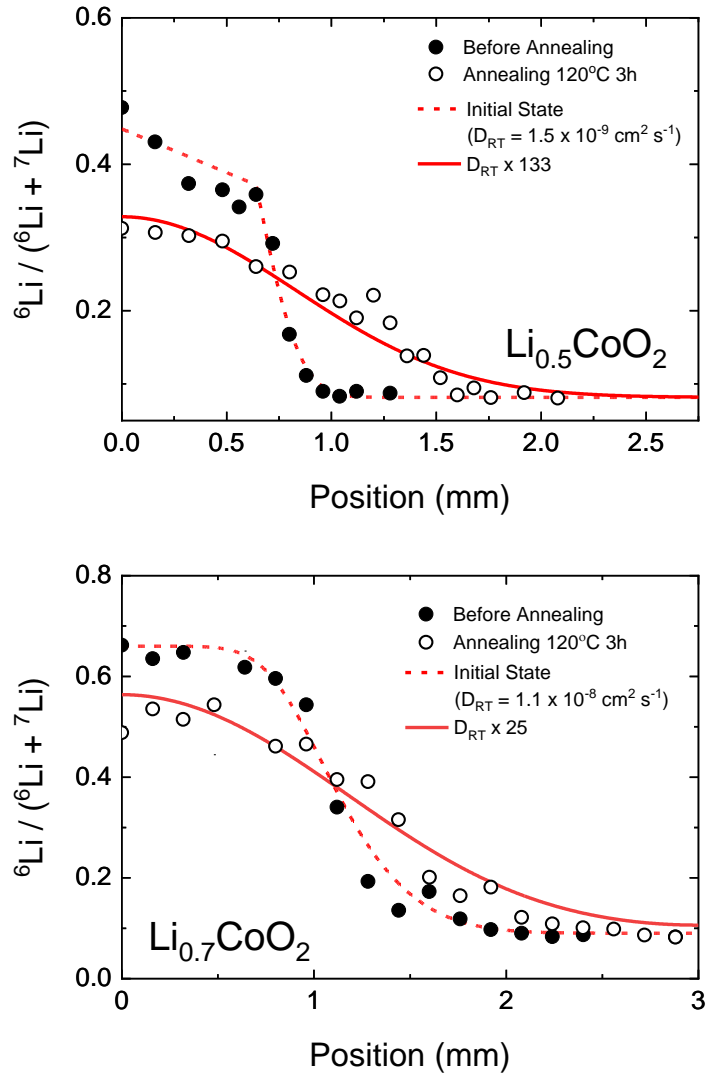 0.6
0.4
0.2
⁶Li / (⁶Li + ⁷Li)
Before Annealing
Annealing 120°C 3h
Initial State
(D_RT = 1.5 x 10⁻⁹ cm² s⁻¹)
D_RT x 133
Li₀.₅CoO₂
0.0 0.5 1.0 1.5 2.0 2.5
Position (mm)
0.8
0.6
0.4
0.2
0.0
⁶Li / (⁶Li + ⁷Li)
Before Annealing
Annealing 120°C 3h
Initial State
(D_RT = 1.1 x 10⁻⁸ cm² s⁻¹)
D_RT x 25
Li₀.₇CoO₂
0 1 2 3
Position (mm)